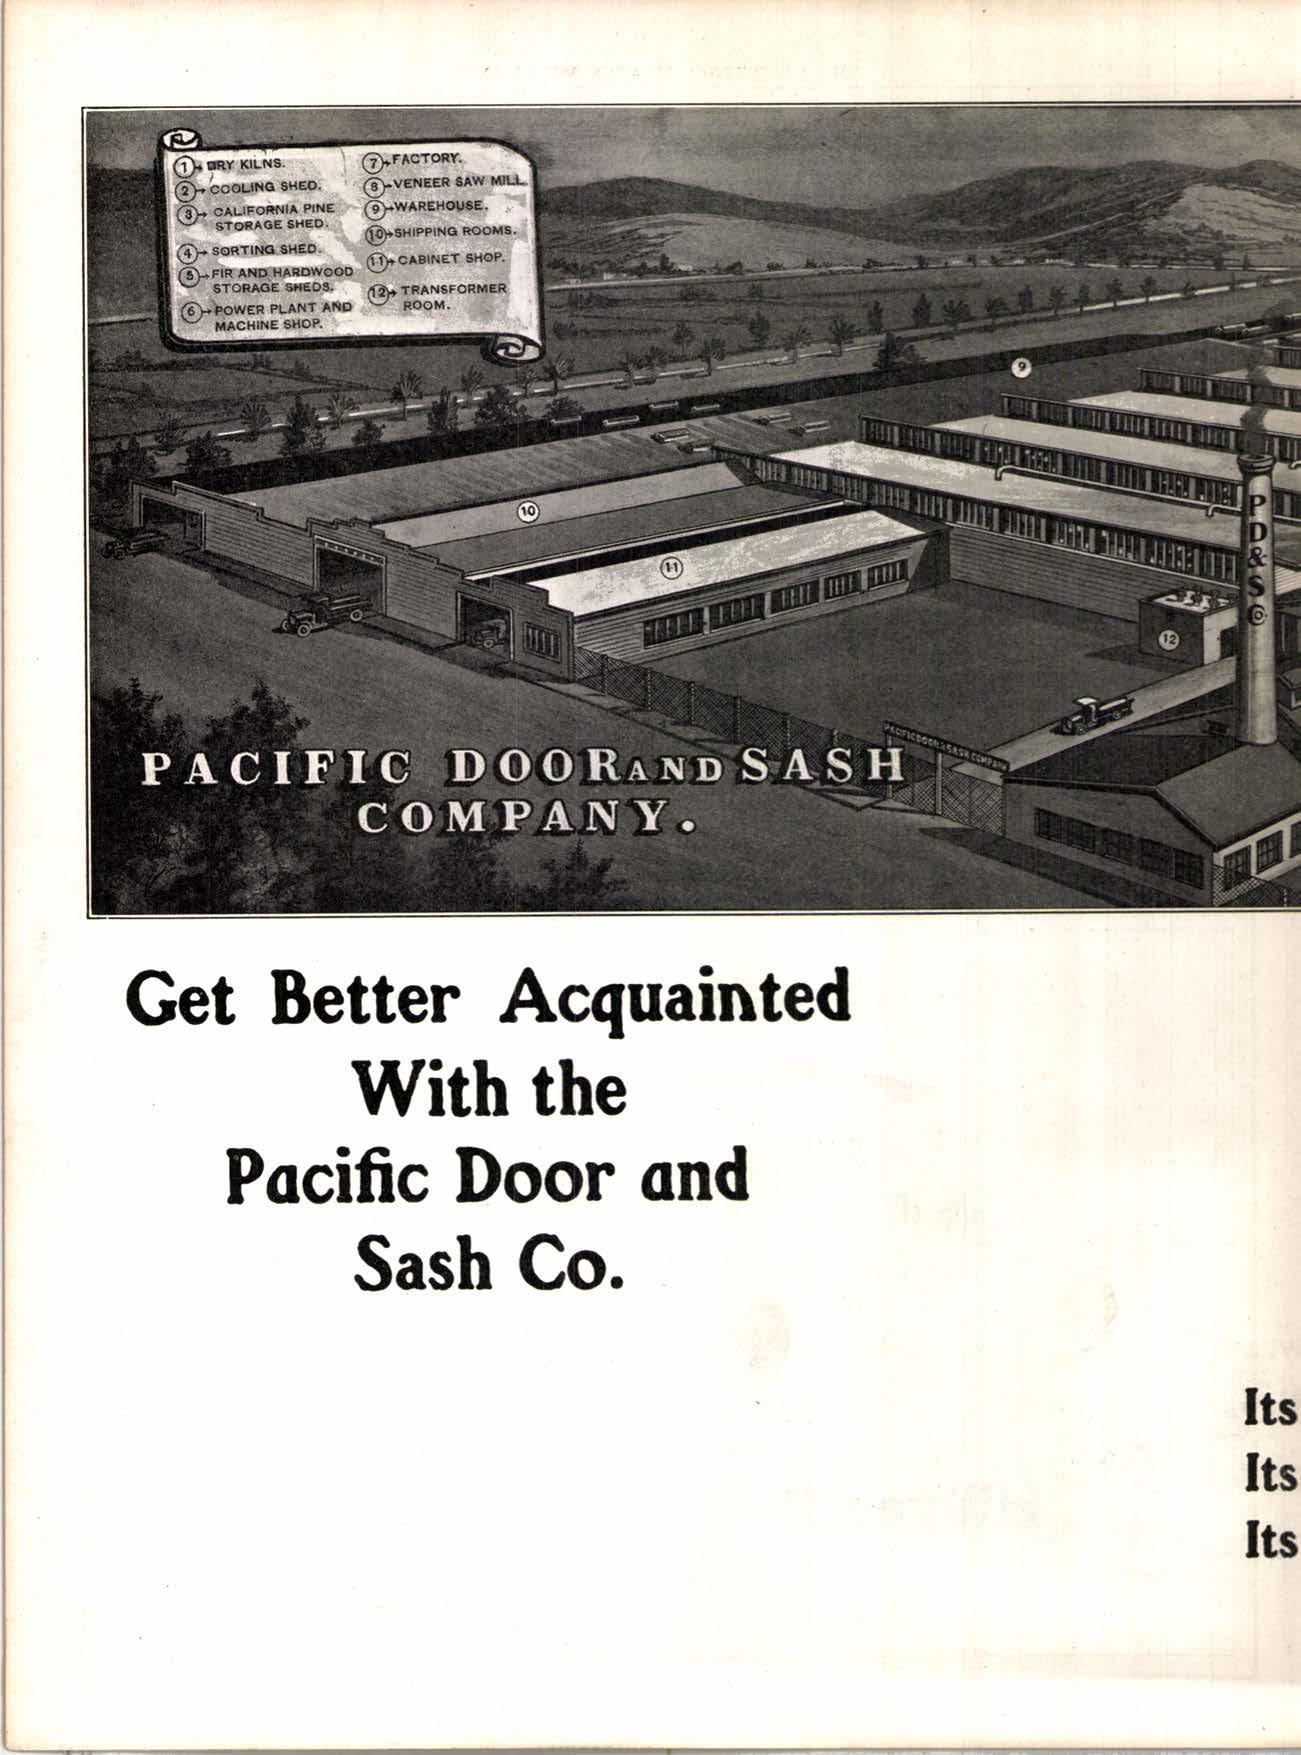 1 DRY KILNS.
2 COOLING SHED.
3 CALIFORNIA PINE
STORAGE SHED.
4 SORTING SHED.
5 FIR AND HARDWOOD
STORAGE SHEDS.
6 POWER PLANT AND
MACHINE SHOP.
7 FACTORY.
8 VENEER SAW MILL.
9 WAREHOUSE.
10 SHIPPING ROOMS.
11 CABINET SHOP.
12 TRANSFORMER
ROOM.
9
10
11
12
P D & S Co.
PACIFIC DOOR & SASH COMPANY
PACIFIC DOOR AND SASH
COMPANY.
Get Better Acquainted
With the
Pacific Door and
Sash Co.
Its
Its
Its